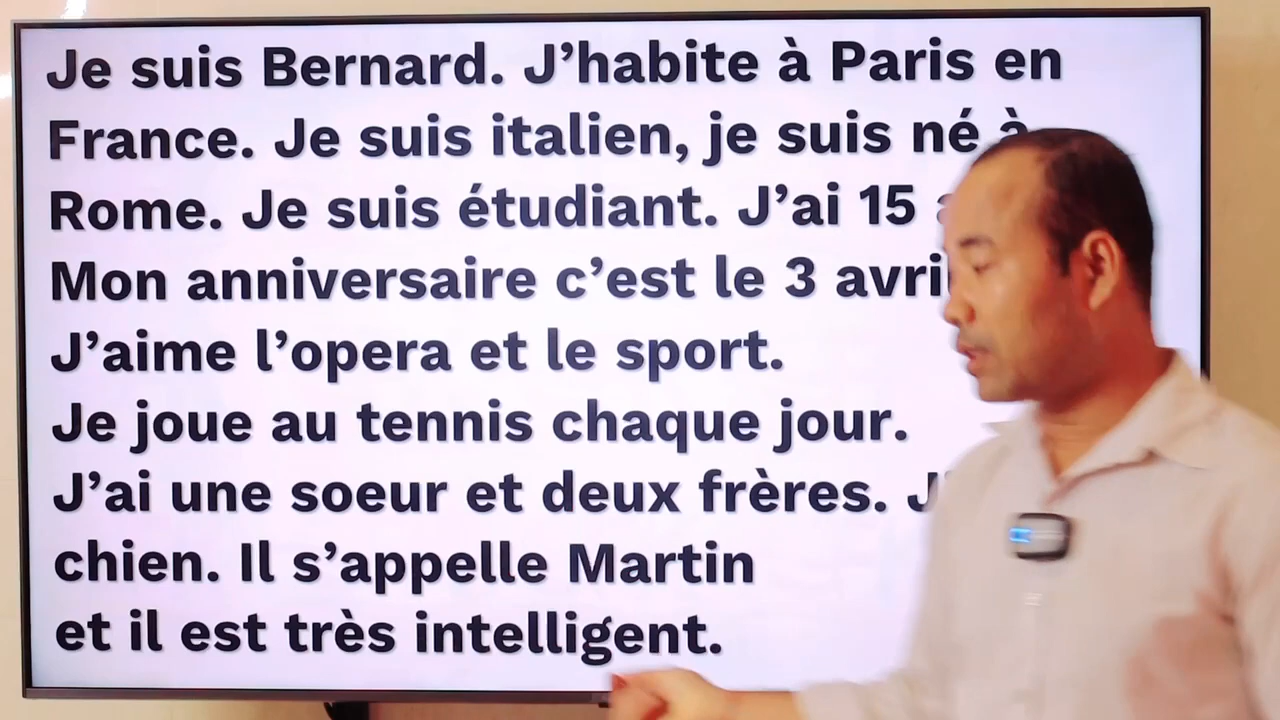 Je suis Bernard. J’habite à Paris en
France. Je suis italien, je suis né à
Rome. Je suis étudiant. J’ai 15
Mon anniversaire c’est le 3 avril
J’aime l’opera et le sport.
Je joue au tennis chaque jour.
J’ai une soeur et deux frères.
chien. Il s’appelle Martin
et il est très intelligent.